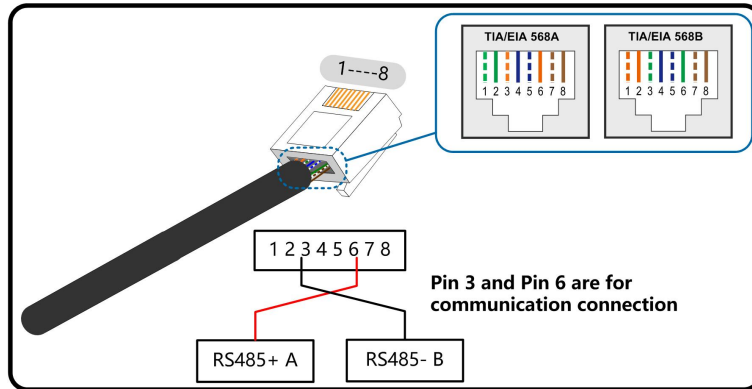 1----8
TIA/EIA 568A
1 2 3 4 5 6 7 8
TIA/EIA 568B
1 2 3 4 5 6 7 8
1 2 3 4 5 6 7 8
Pin 3 and Pin 6 are for
communication connection
RS485+ A
RS485- B